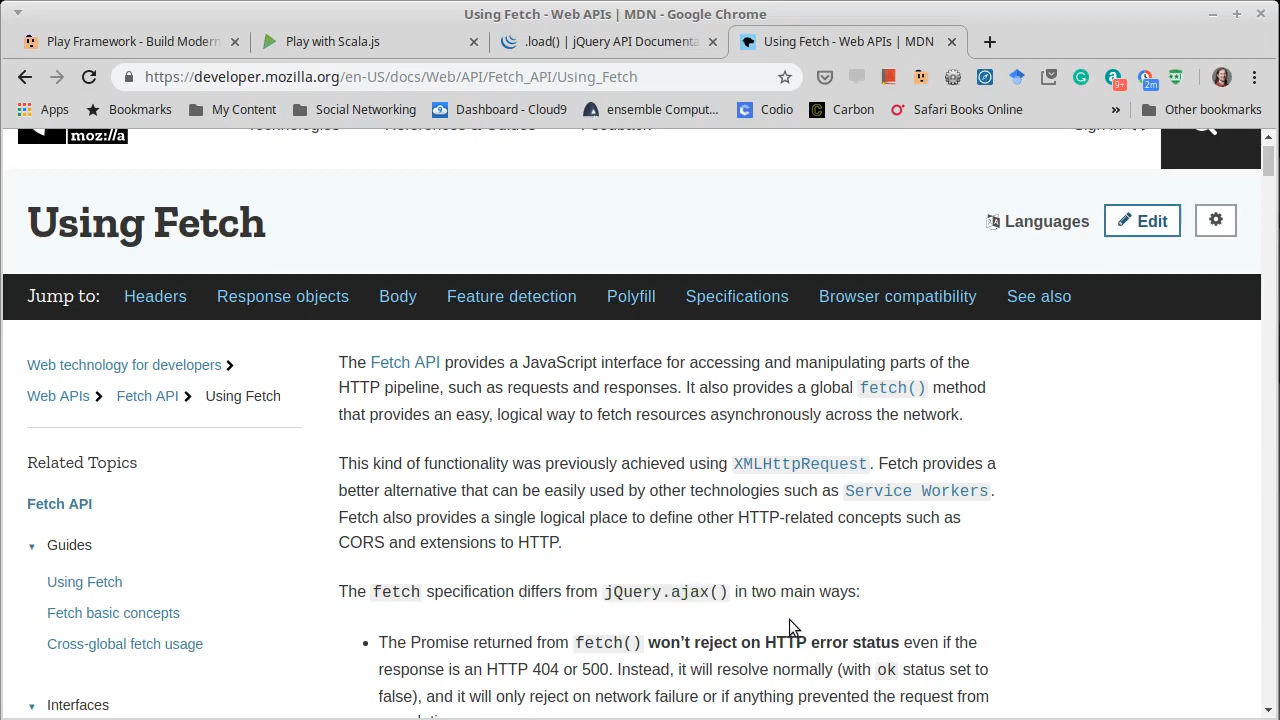 Using Fetch - Web APIs | MDN - Google Chrome
Play Framework - Build Modern
Play with Scala.js
.load() | jQuery API Documenta
Using Fetch - Web APIs | MDN
https://developer.mozilla.org/en-US/docs/Web/API/Fetch_API/Using_Fetch
9+
2m
Apps
Bookmarks
My Content
Social Networking
Dashboard - Cloud9
ensemble Comput...
Codio
Carbon
Safari Books Online
»
Other bookmarks
moz://a
Technologies
References & Guides
Feedback
Sign in
Using Fetch
Languages
Edit
Jump to: Headers Response objects Body Feature detection Polyfill Specifications Browser compatibility See also
Web technology for developers
Web APIs Fetch API Using Fetch
Related Topics
Fetch API
Guides
Using Fetch
Fetch basic concepts
Cross-global fetch usage
Interfaces
The Fetch API provides a JavaScript interface for accessing and manipulating parts of the
HTTP pipeline, such as requests and responses. It also provides a global fetch() method
that provides an easy, logical way to fetch resources asynchronously across the network.
This kind of functionality was previously achieved using XMLHttpRequest. Fetch provides a
better alternative that can be easily used by other technologies such as Service Workers.
Fetch also provides a single logical place to define other HTTP-related concepts such as
CORS and extensions to HTTP.
The fetch specification differs from jQuery.ajax() in two main ways:
• The Promise returned from fetch() won’t reject on HTTP error status even if the
response is an HTTP 404 or 500. Instead, it will resolve normally (with ok status set to
false), and it will only reject on network failure or if anything prevented the request from